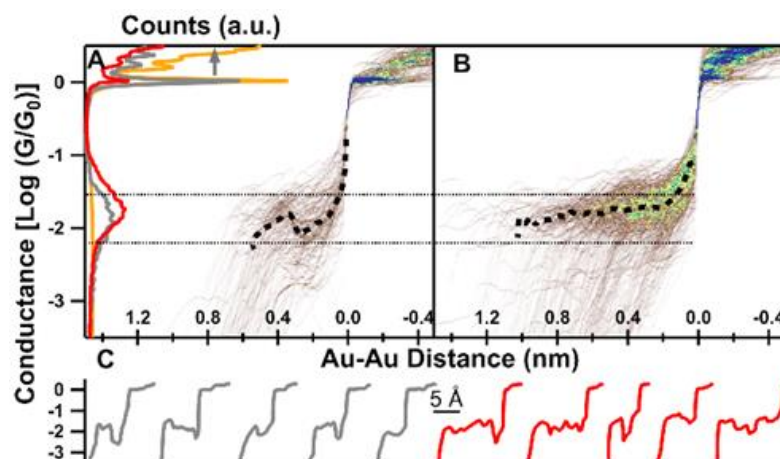 Counts (a.u.)
A
B
Conductance [Log (G/G₀)]
0
-1
-2
-3
1.2 0.8 0.4 0.0 -0.4
1.2 0.8 0.4 0.0 -0.4
C
Au-Au Distance (nm)
0
-1
-2
-3
5 Å